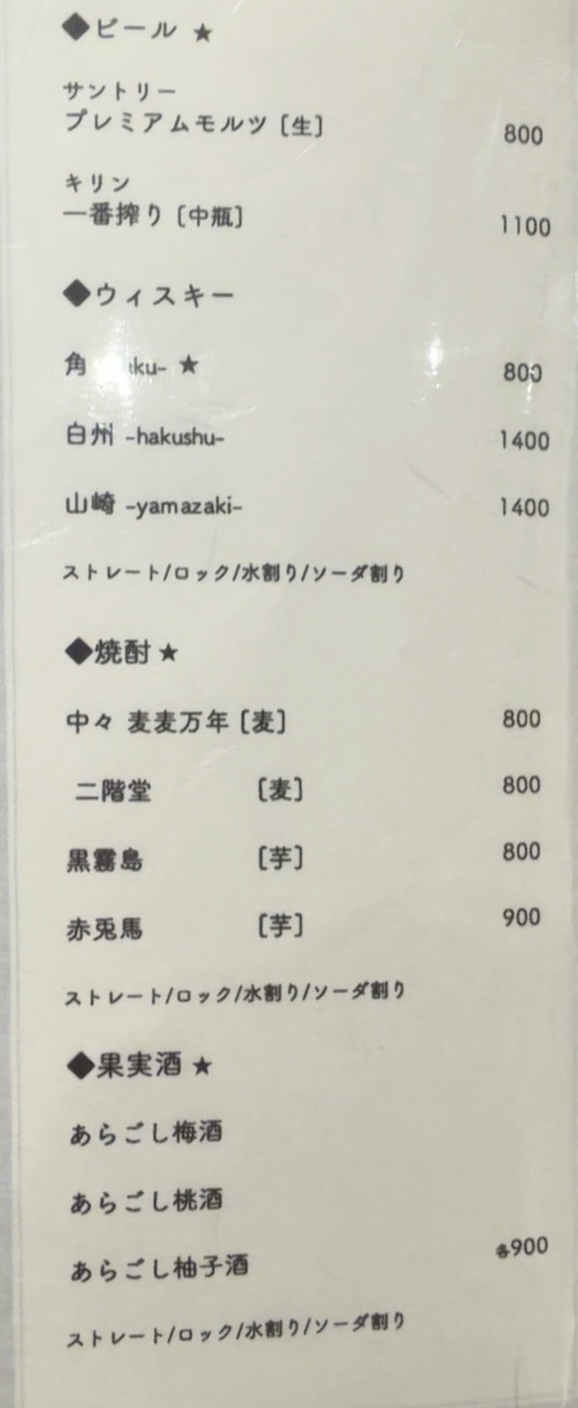 ◆ビール ★
サントリー
プレミアムモルツ [生] 800
キリン
一番搾り [中瓶] 1100
◆ウィスキー
角 ku- ★ 800
白州 -hakushu- 1400
山崎 -yamazaki- 1400
ストレート/ロック/水割り/ソーダ割り
◆焼酎 ★
中々 麦麦万年 [麦] 800
二階堂 [麦] 800
黒霧島 [芋] 800
赤兎馬 [芋] 900
ストレート/ロック/水割り/ソーダ割り
◆果実酒 ★
あらごし梅酒
あらごし桃酒
あらごし柚子酒 各900
ストレート/ロック/水割り/ソーダ割り